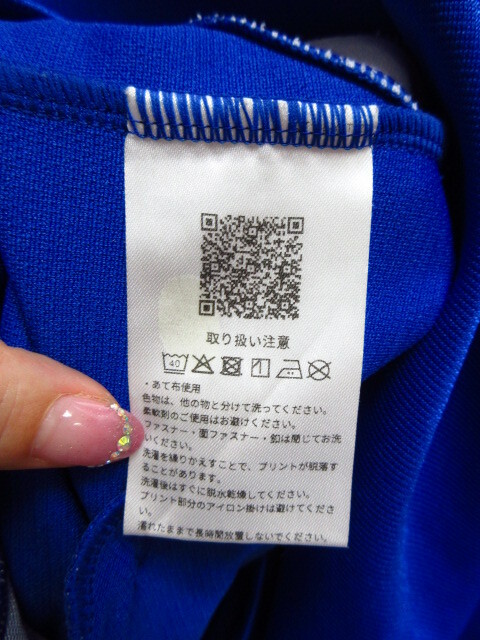 取り扱い注意
40
・あて布使用
色物は、他の物と分けて洗ってください。
柔軟剤のご使用はお避けください。
ファスナー・面ファスナー・釦は閉じてお洗
いください。
洗濯を繰りかえすことで、プリントが脱落す
ることがあります。
洗濯後はすぐに脱水乾燥してください。
プリント部分のアイロン掛けは避けてくださ
い。
濡れたままで長時間放置しないでください。